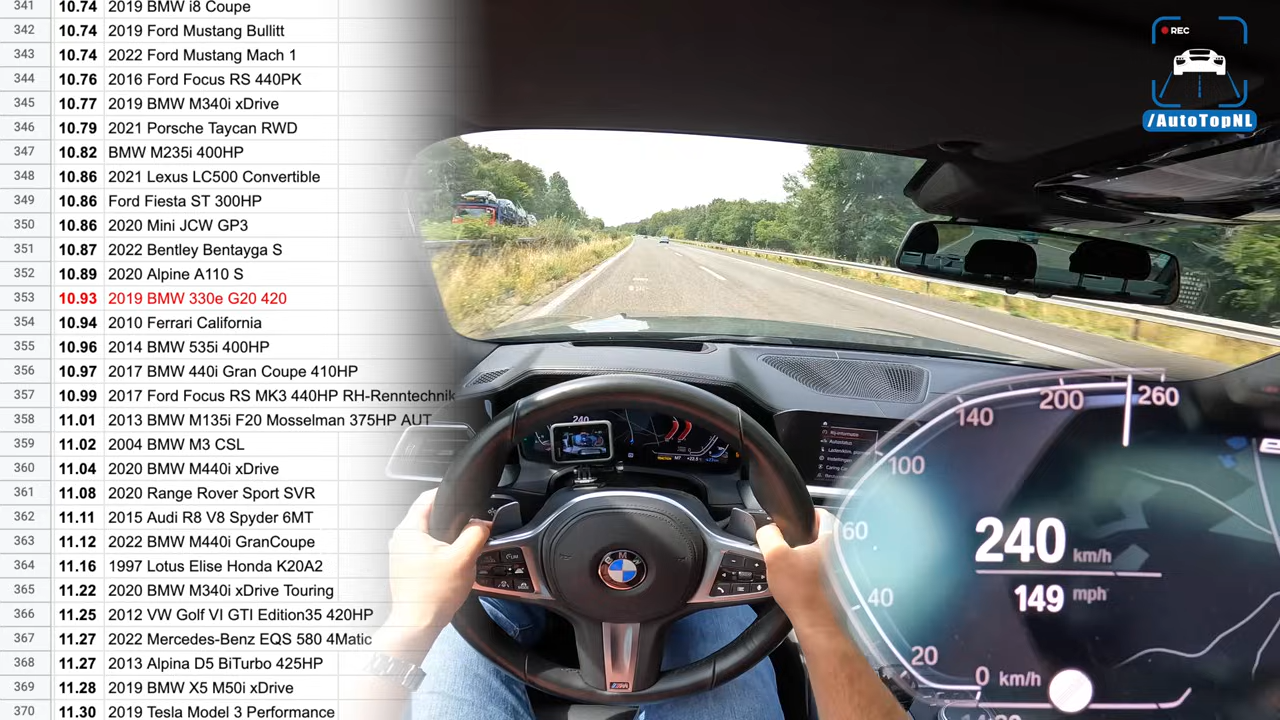 341 10.74 2019 BMW i8 Coupe
342 10.74 2019 Ford Mustang Bullitt
343 10.74 2022 Ford Mustang Mach 1
344 10.76 2016 Ford Focus RS 440PK
345 10.77 2019 BMW M340i xDrive
346 10.79 2021 Porsche Taycan RWD
347 10.82 BMW M235i 400HP
348 10.86 2021 Lexus LC500 Convertible
349 10.86 Ford Fiesta ST 300HP
350 10.86 2020 Mini JCW GP3
351 10.87 2022 Bentley Bentayga S
352 10.89 2020 Alpine A110 S
353 10.93 2019 BMW 330e G20 420
354 10.94 2010 Ferrari California
355 10.96 2014 BMW 535i 400HP
356 10.97 2017 BMW 440i Gran Coupe 410HP
357 10.99 2017 Ford Focus RS MK3 440HP RH-Renntechnik
358 11.01 2013 BMW M135i F20 Mosselman 375HP AUT
359 11.02 2004 BMW M3 CSL
360 11.04 2020 BMW M440i xDrive
361 11.08 2020 Range Rover Sport SVR
362 11.11 2015 Audi R8 V8 Spyder 6MT
363 11.12 2022 BMW M440i GranCoupe
364 11.16 1997 Lotus Elise Honda K20A2
365 11.22 2020 BMW M340i xDrive Touring
366 11.25 2012 VW Golf VI GTI Edition35 420HP
367 11.27 2022 Mercedes-Benz EQS 580 4Matic
368 11.27 2013 Alpina D5 BiTurbo 425HP
369 11.28 2019 BMW X5 M50i xDrive
370 11.30 2019 Tesla Model 3 Performance
REC
/AutoTopNL
240
BMW
M
140 200 260
100
60
40
20
0 km/h
240 km/h
149 mph